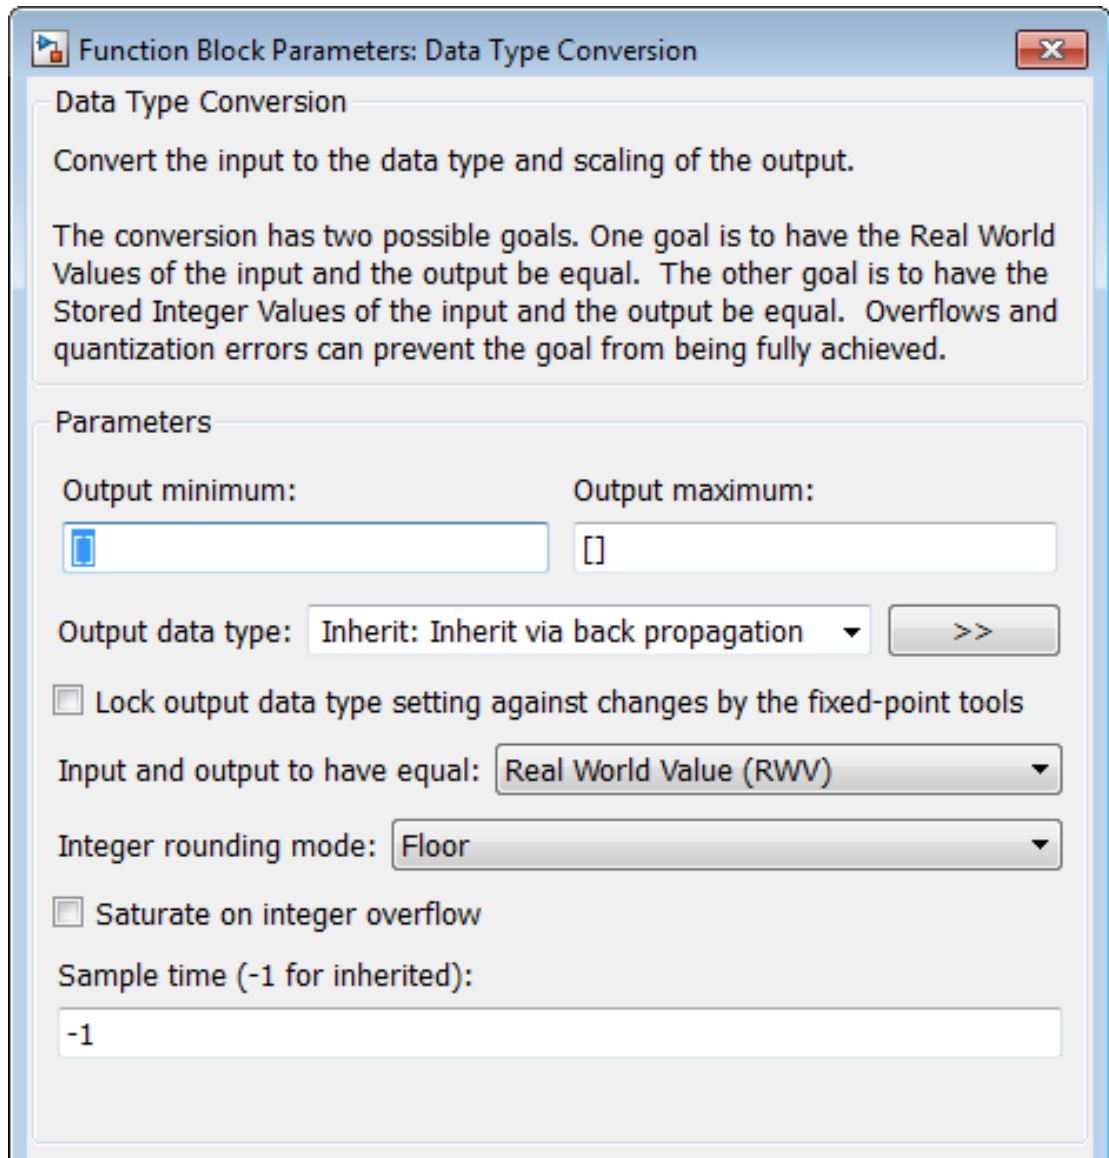 Function Block Parameters: Data Type Conversion
Data Type Conversion
Convert the input to the data type and scaling of the output.
The conversion has two possible goals. One goal is to have the Real World
Values of the input and the output be equal.  The other goal is to have the
Stored Integer Values of the input and the output be equal.  Overflows and
quantization errors can prevent the goal from being fully achieved.
Parameters
Output minimum: Output maximum:
[] []
Output data type: Inherit: Inherit via back propagation >>
Lock output data type setting against changes by the fixed-point tools
Input and output to have equal: Real World Value (RWV)
Integer rounding mode: Floor
Saturate on integer overflow
Sample time (-1 for inherited):
-1